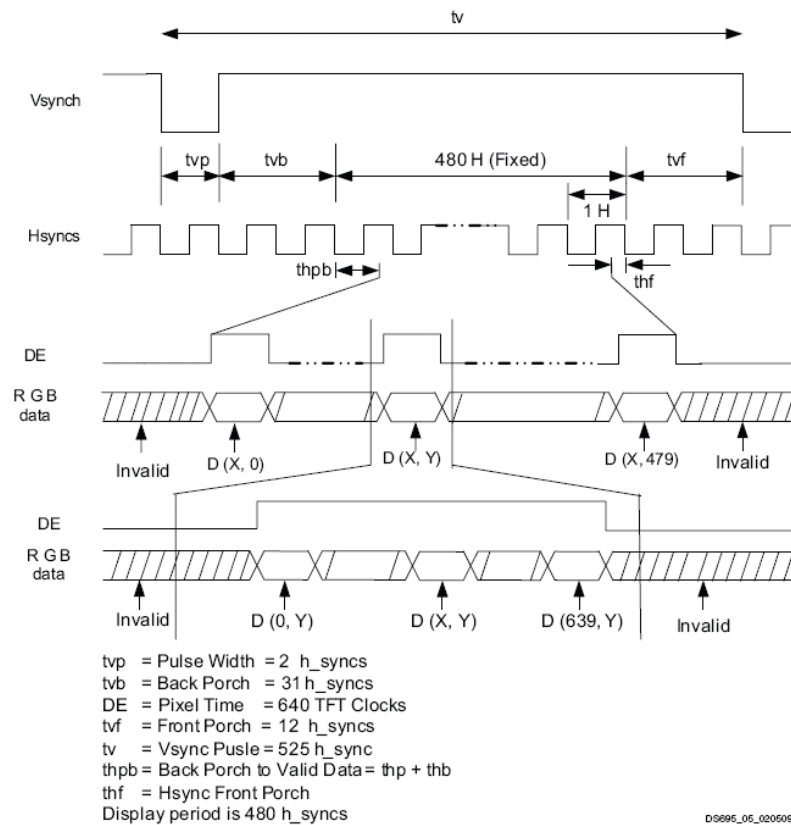 tv
Vsynch
tvp
tvb
480 H (Fixed)
tvf
1 H
Hsyncs
thpb
thf
DE
R GB
data
Invalid
D (X, 0)
D (X, Y)
D (X, 479)
Invalid
DE
R GB
data
Invalid
D (0, Y)
D (X, Y)
D (639, Y)
Invalid
tvp = Pulse Width = 2 h_syncs
tvb = Back Porch = 31 h_syncs
DE = Pixel Time = 640 TFT Clocks
tvf = Front Porch = 12 h_syncs
tv = Vsync Pusle = 525 h_sync
thpb = Back Porch to Valid Data = thp + thb
thf = Hsync Front Porch
Display period is 480 h_syncs
DS695_05_020509